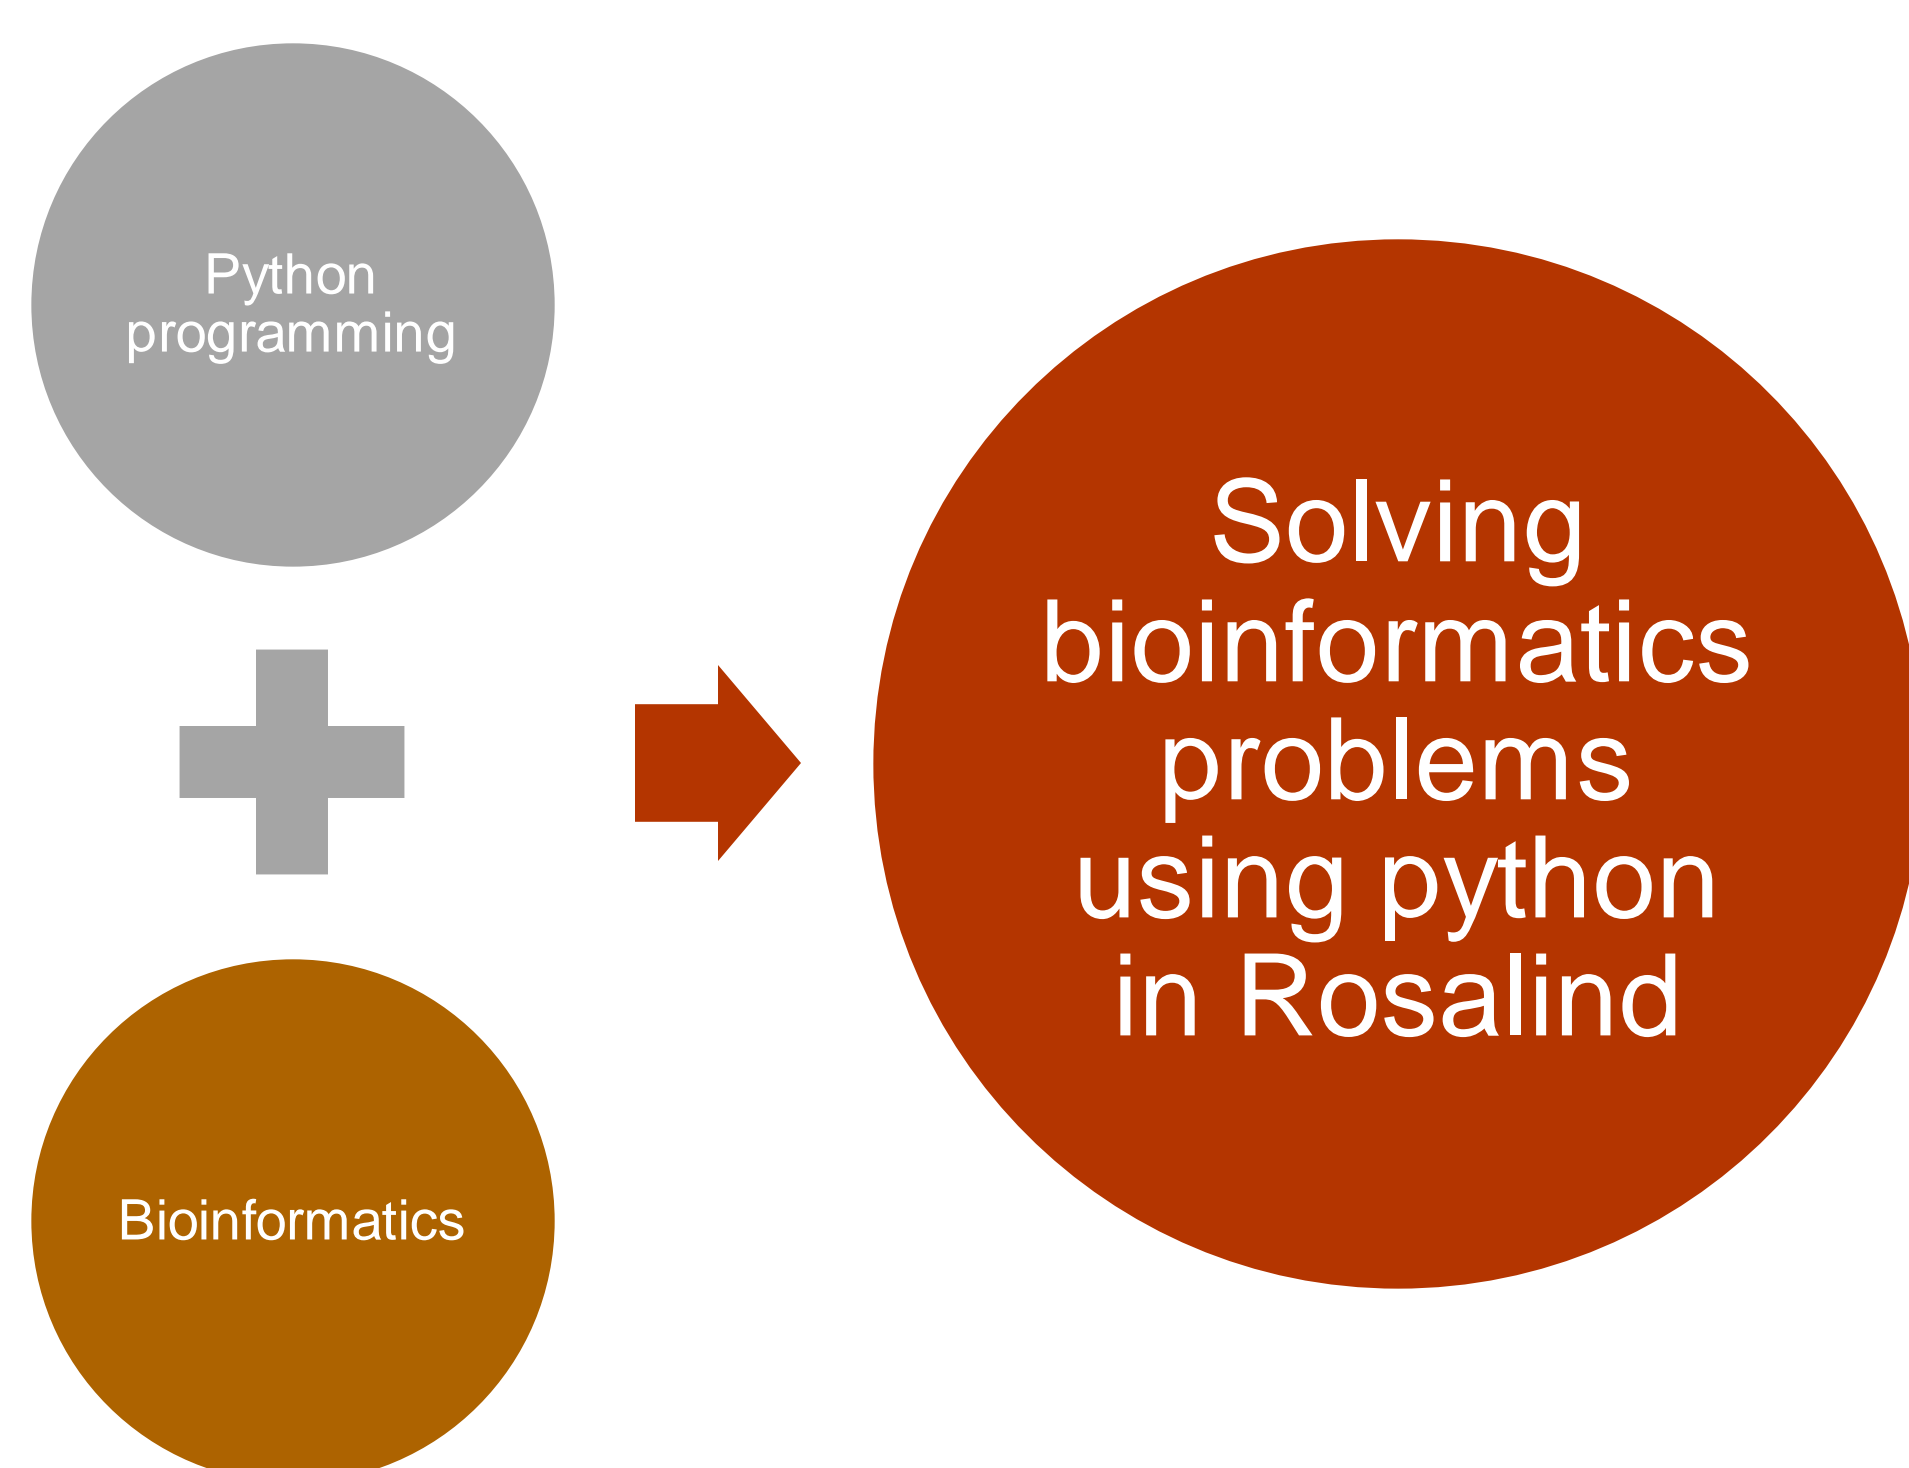 Python
programming
Bioinformatics
Solving
bioinformatics
problems
using python
in Rosalind